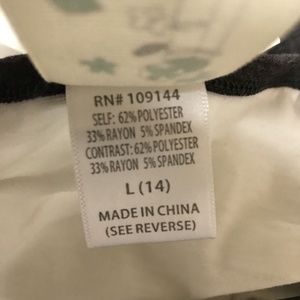 RN# 109144
SELF: 62% POLYESTER
33% RAYON 5% SPANDEX
CONTRAST: 62% POLYESTER
33% RAYON 5% SPANDEX
L (14)
MADE IN CHINA
(SEE REVERSE)